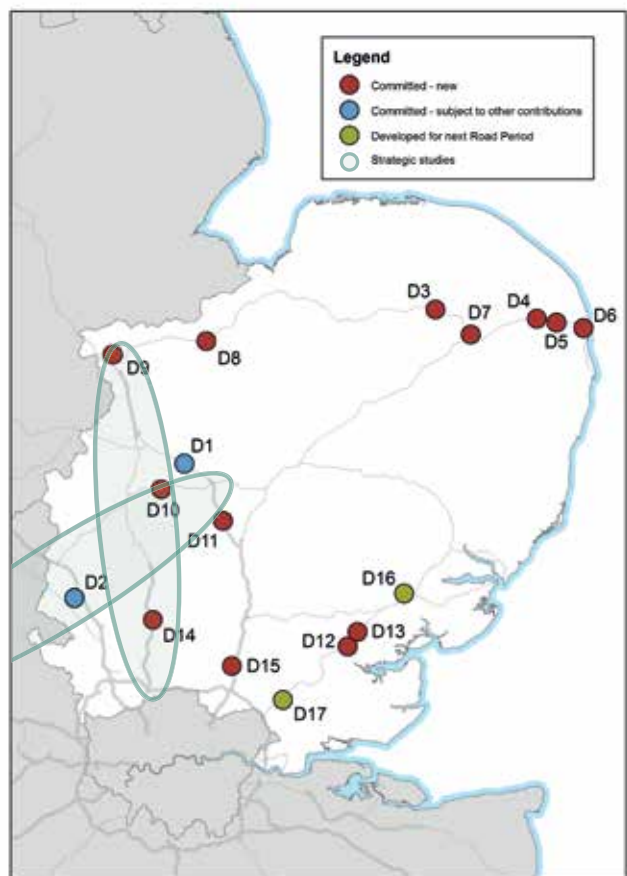 Legend
Committed - new
Committed - subject to other contributions
Developed for next Road Period
Strategic studies
D3
D7
D4
D5
D6
D8
D9
D1
D10
D11
D2
D16
D14
D13
D12
D15
D17